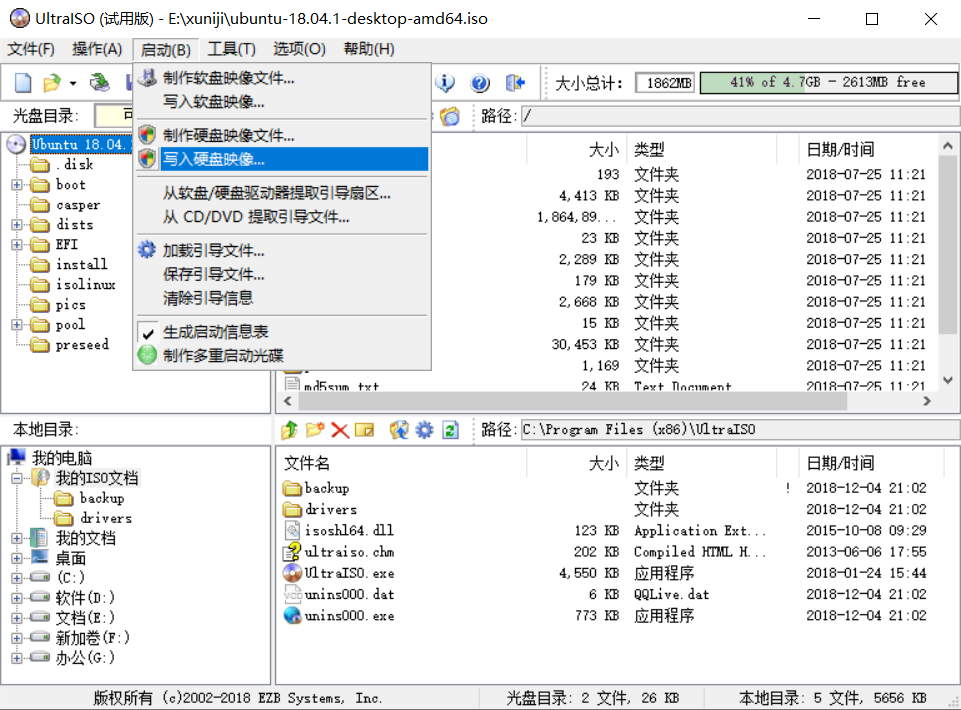 UltraISO (试用版) - E:\xuniji\ubuntu-18.04.1-desktop-amd64.iso
文件(F) 操作(A) 启动(B) 工具(T) 选项(O) 帮助(H)
大小总计: 1862MB 41% of 4.7GB - 2613MB free
光盘目录: 可 路径: /
制作软盘映像文件...
写入软盘映像...
制作硬盘映像文件...
写入硬盘映像...
从软盘/硬盘驱动器提取引导扇区...
从 CD/DVD 提取引导文件...
加载引导文件...
保存引导文件...
清除引导信息
生成启动信息表
制作多重启动光碟
Ubuntu 18.04.
.disk
boot
casper
dists
EFI
install
isolinux
pics
pool
preseed
大小 类型 日期/时间
193 文件夹 2018-07-25 11:21
4,413 KB 文件夹 2018-07-25 11:21
1,864,89... 文件夹 2018-07-25 11:21
23 KB 文件夹 2018-07-25 11:21
2,289 KB 文件夹 2018-07-25 11:21
179 KB 文件夹 2018-07-25 11:21
2,668 KB 文件夹 2018-07-25 11:21
15 KB 文件夹 2018-07-25 11:21
30,453 KB 文件夹 2018-07-25 11:21
1,169 文件夹 2018-07-25 11:21
md5sum.txt 24 KB Text Document 2018-07-25 11:21
本地目录: 路径: C:\Program Files (x86)\UltraISO
我的电脑
我的ISO文档
backup
drivers
我的文档
桌面
(C:)
软件(D:)
文档(E:)
新加卷(F:)
办公(G:)
文件名 大小 类型 日期/时间
backup 文件夹 ! 2018-12-04 21:02
drivers 文件夹 2018-12-04 21:02
isoshl64.dll 123 KB Application Ext... 2015-10-08 09:29
ultraiso.chm 202 KB Compiled HTML H... 2013-06-06 17:55
UltraISO.exe 4,550 KB 应用程序 2018-01-24 15:44
unins000.dat 6 KB QQLive.dat 2018-12-04 21:02
unins000.exe 773 KB 应用程序 2018-12-04 21:02
版权所有 (c)2002-2018 EZB Systems, Inc. 光盘目录: 2 文件, 26 KB 本地目录: 5 文件, 5656 KB